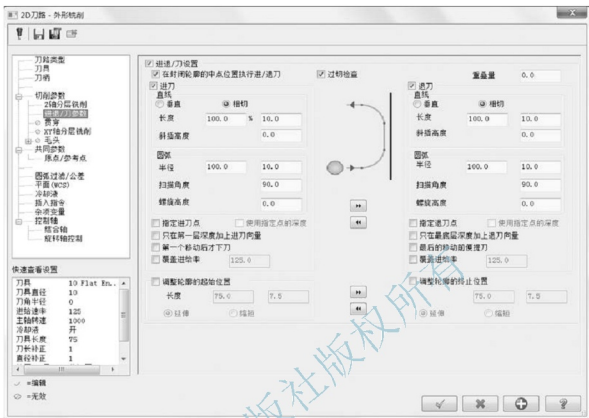 2D刀路 - 外形铣削
刀路类型
刀具
刀柄
切削参数
Z轴分层铣削
进退/刀参数
贯穿
XY轴分层铣削
毛头
共同参数
原点/参考点
圆弧过滤/公差
平面(WCS)
冷却液
插入指令
杂项变量
控制轴
旋转轴控制
快速查看设置
刀具 10 Flat En..
刀具直径 10
刀角半径 0
进给速率 125
主轴转速 1000
冷却液 开
刀具长度 75
刀长补正 1
直径补正 1
=编辑
=无效
进退/刀设置
在封闭轮廓的中点位置执行进/退刀 过切检查 重叠量 0.0
进刀
直线
垂直 相切
长度 100.0 % 10.0
斜插高度 0.0
圆弧
半径 100.0 10.0
扫描角度 90.0
螺旋高度 0.0
指定进刀点 使用指定点的深度
只在第一层深度加上进刀向量
第一个移动后才下刀
覆盖进给率 125.0
调整轮廓的起始位置
长度 75.0 7.5
延伸 缩短
退刀
直线
垂直 相切
长度 100.0 10.0
斜插高度 0.0
圆弧
半径 100.0 10.0
扫描角度 90.0
螺旋高度 0.0
指定退刀点 使用指定点的深度
只在最底层深度加上退刀向量
最后的移动前便提刀
覆盖进给率 125.0
调整轮廓的终止位置
75.0 7.5
延伸 缩短
版社版权所有